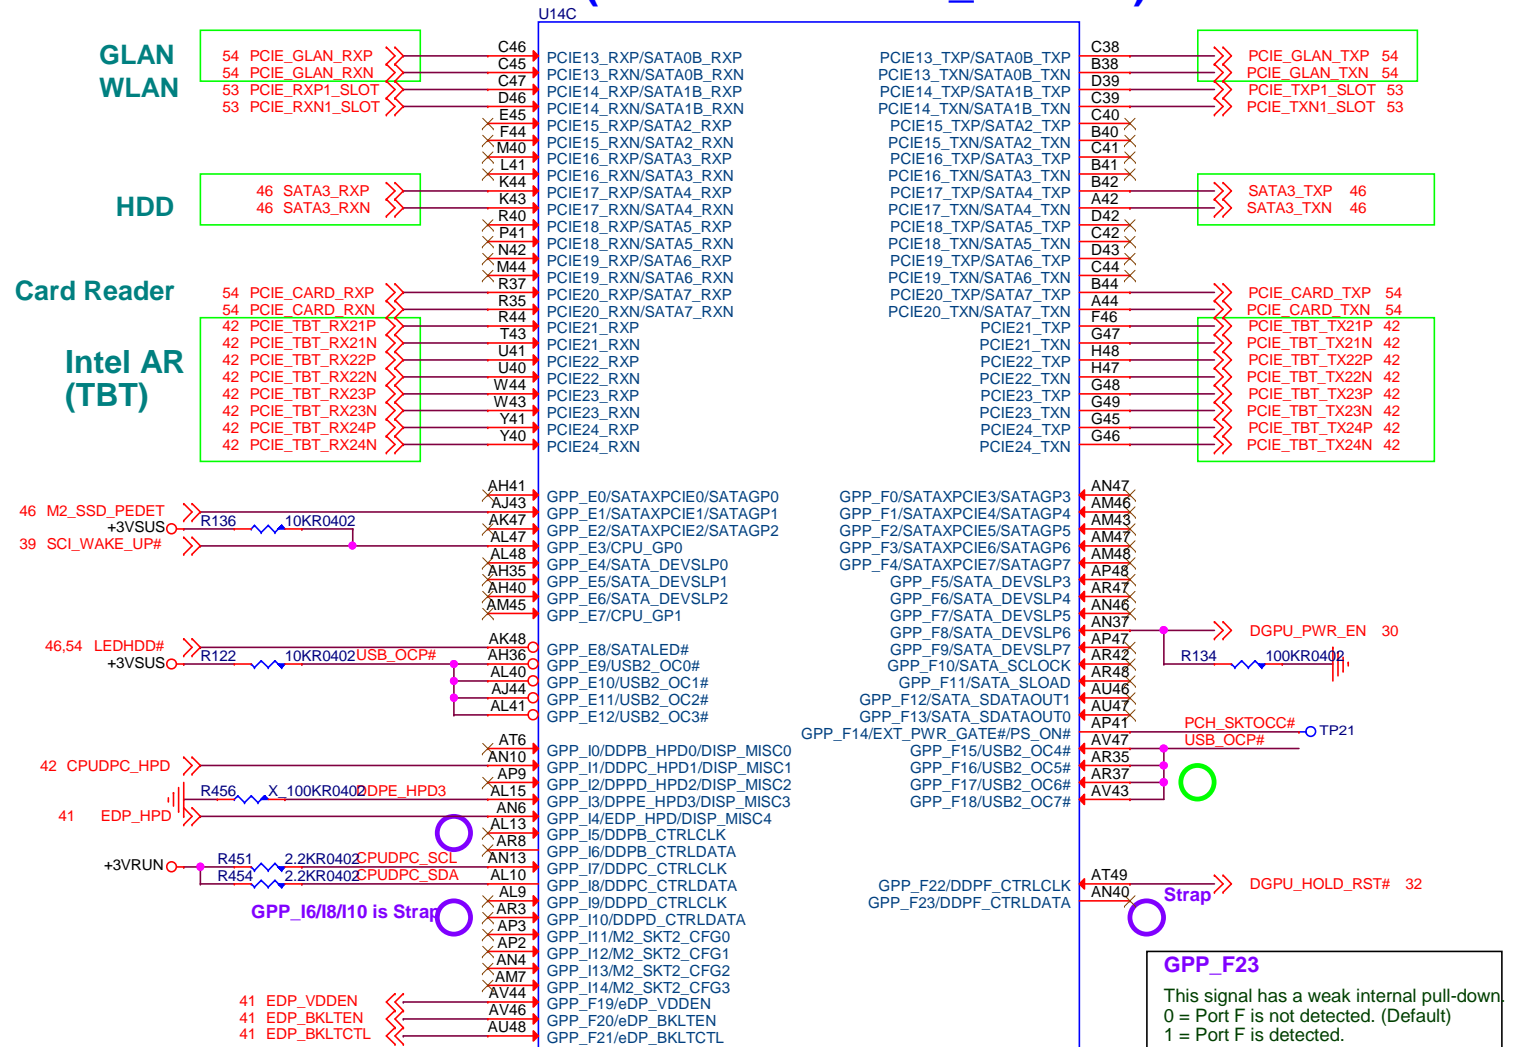 U14C
GLAN
WLAN
54 PCIE_GLAN_RXP C46 PCIE13_RXP/SATA0B_RXP PCIE13_TXP/SATA0B_TXP C38 PCIE_GLAN_TXP 54
54 PCIE_GLAN_RXN C45 PCIE13_RXN/SATA0B_RXN PCIE13_TXN/SATA0B_TXN B38 PCIE_GLAN_TXN 54
53 PCIE_RXP1_SLOT C47 PCIE14_RXP/SATA1B_RXP PCIE14_TXP/SATA1B_TXP D39 PCIE_TXP1_SLOT 53
53 PCIE_RXN1_SLOT D46 PCIE14_RXN/SATA1B_RXN PCIE14_TXN/SATA1B_TXN C39 PCIE_TXN1_SLOT 53
E45 PCIE15_RXP/SATA2_RXP PCIE15_TXP/SATA2_TXP C40
F44 PCIE15_RXN/SATA2_RXN PCIE15_TXN/SATA2_TXN B40
M40 PCIE16_RXP/SATA3_RXP PCIE16_TXP/SATA3_TXP C41
L41 PCIE16_RXN/SATA3_RXN PCIE16_TXN/SATA3_TXN B41
HDD
46 SATA3_RXP K44 PCIE17_RXP/SATA4_RXP PCIE17_TXP/SATA4_TXP B42 SATA3_TXP 46
46 SATA3_RXN K43 PCIE17_RXN/SATA4_RXN PCIE17_TXN/SATA4_TXN A42 SATA3_TXN 46
R40 PCIE18_RXP/SATA5_RXP PCIE18_TXP/SATA5_TXP D42
P41 PCIE18_RXN/SATA5_RXN PCIE18_TXN/SATA5_TXN C42
N42 PCIE19_RXP/SATA6_RXP PCIE19_TXP/SATA6_TXP D43
M44 PCIE19_RXN/SATA6_RXN PCIE19_TXN/SATA6_TXN C44
Card Reader
54 PCIE_CARD_RXP R37 PCIE20_RXP/SATA7_RXP PCIE20_TXP/SATA7_TXP B44 PCIE_CARD_TXP 54
54 PCIE_CARD_RXN R35 PCIE20_RXN/SATA7_RXN PCIE20_TXN/SATA7_TXN A44 PCIE_CARD_TXN 54
Intel AR
(TBT)
42 PCIE_TBT_RX21P R44 PCIE21_RXP PCIE21_TXP F46 PCIE_TBT_TX21P 42
42 PCIE_TBT_RX21N T43 PCIE21_RXN PCIE21_TXN G47 PCIE_TBT_TX21N 42
42 PCIE_TBT_RX22P U41 PCIE22_RXP PCIE22_TXP H48 PCIE_TBT_TX22P 42
42 PCIE_TBT_RX22N U40 PCIE22_RXN PCIE22_TXN H47 PCIE_TBT_TX22N 42
42 PCIE_TBT_RX23P W44 PCIE23_RXP PCIE23_TXP G48 PCIE_TBT_TX23P 42
42 PCIE_TBT_RX23N W43 PCIE23_RXN PCIE23_TXN G49 PCIE_TBT_TX23N 42
42 PCIE_TBT_RX24P Y41 PCIE24_RXP PCIE24_TXP G45 PCIE_TBT_TX24P 42
42 PCIE_TBT_RX24N Y40 PCIE24_RXN PCIE24_TXN G46 PCIE_TBT_TX24N 42
AH41 GPP_E0/SATAXPCIE0/SATAGP0 GPP_F0/SATAXPCIE3/SATAGP3 AN47
46 M2_SSD_PEDET AJ43 GPP_E1/SATAXPCIE1/SATAGP1 GPP_F1/SATAXPCIE4/SATAGP4 AM46
+3VSUS R136 10KR0402 AK47 GPP_E2/SATAXPCIE2/SATAGP2 GPP_F2/SATAXPCIE5/SATAGP5 AM43
39 SCI_WAKE_UP# AL47 GPP_E3/CPU_GP0 GPP_F3/SATAXPCIE6/SATAGP6 AM47
AL48 GPP_E4/SATA_DEVSLP0 GPP_F4/SATAXPCIE7/SATAGP7 AM48
AH35 GPP_E5/SATA_DEVSLP1 GPP_F5/SATA_DEVSLP3 AP48
AH40 GPP_E6/SATA_DEVSLP2 GPP_F6/SATA_DEVSLP4 AR47
AM45 GPP_E7/CPU_GP1 GPP_F7/SATA_DEVSLP5 AN46
GPP_F8/SATA_DEVSLP6 AN37 DGPU_PWR_EN 30
46,54 LEDHDD# AK48 GPP_E8/SATALED# GPP_F9/SATA_DEVSLP7 AP47
+3VSUS R122 10KR0402 USB_OCP# AH36 GPP_E9/USB2_OC0# GPP_F10/SATA_SCLOCK AR42 R134 100KR0402
AL40 GPP_E10/USB2_OC1# GPP_F11/SATA_SLOAD AR48
AJ44 GPP_E11/USB2_OC2# GPP_F12/SATA_SDATAOUT1 AU46
AL41 GPP_E12/USB2_OC3# GPP_F13/SATA_SDATAOUT0 AU47
GPP_F14/EXT_PWR_GATE#/PS_ON# AP41 PCH_SKTOCC# TP21
AT6 GPP_I0/DDPB_HPD0/DISP_MISC0 GPP_F15/USB2_OC4# AV47 USB_OCP#
42 CPUDPC_HPD AN10 GPP_I1/DDPC_HPD1/DISP_MISC1 GPP_F16/USB2_OC5# AR35
AP9 GPP_I2/DDPD_HPD2/DISP_MISC2 GPP_F17/USB2_OC6# AR37
R456 X_100KR0402 DDPE_HPD3 AL15 GPP_I3/DDPE_HPD3/DISP_MISC3 GPP_F18/USB2_OC7# AV43
41 EDP_HPD AN6 GPP_I4/EDP_HPD/DISP_MISC4
AL13 GPP_I5/DDPB_CTRLCLK
AR8 GPP_I6/DDPB_CTRLDATA
+3VRUN R451 2.2KR0402 CPUDPC_SCL AN13 GPP_I7/DDPC_CTRLCLK
R454 2.2KR0402 CPUDPC_SDA AL10 GPP_I8/DDPC_CTRLDATA GPP_F22/DDPF_CTRLCLK AT49 DGPU_HOLD_RST# 32
AL9 GPP_I9/DDPD_CTRLCLK GPP_F23/DDPF_CTRLDATA AN40 Strap
GPP_I6/I8/I10 is Strap AR3 GPP_I10/DDPD_CTRLDATA
AP3 GPP_I11/M2_SKT2_CFG0
AP2 GPP_I12/M2_SKT2_CFG1
AN4 GPP_I13/M2_SKT2_CFG2
AM7 GPP_I14/M2_SKT2_CFG3
41 EDP_VDDEN AV44 GPP_F19/eDP_VDDEN
41 EDP_BKLTEN AV46 GPP_F20/eDP_BKLTEN
41 EDP_BKLTCTL AU48 GPP_F21/eDP_BKLTCTL
GPP_F23
This signal has a weak internal pull-down.
0 = Port F is not detected. (Default)
1 = Port F is detected.